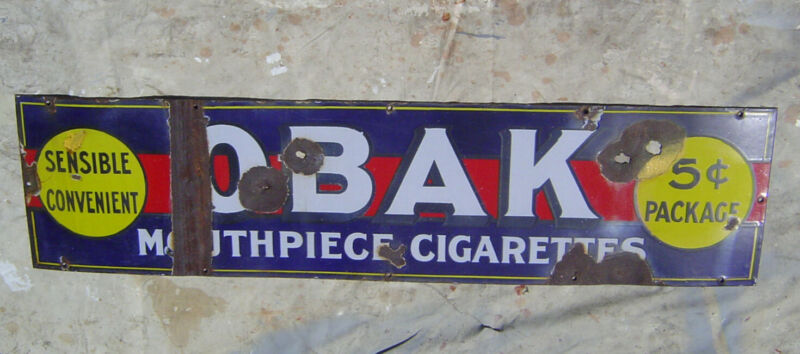 SENSIBLE
CONVENIENT
OBAK
MOUTHPIECE CIGARETTES
5¢
PACKAGE